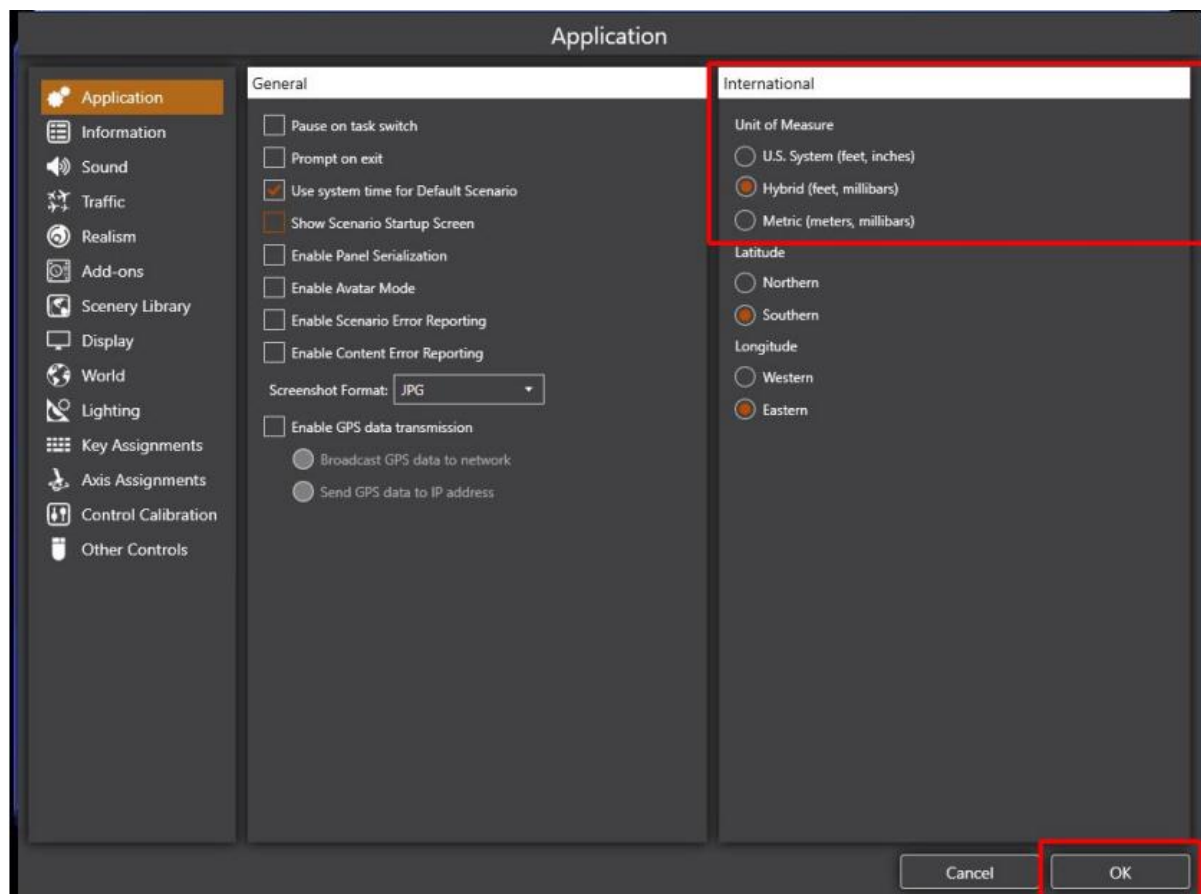 Application
Application
Information
Sound
Traffic
Realism
Add-ons
Scenery Library
Display
World
Lighting
Key Assignments
Axis Assignments
Control Calibration
Other Controls
General
Pause on task switch
Prompt on exit
Use system time for Default Scenario
Show Scenario Startup Screen
Enable Panel Serialization
Enable Avatar Mode
Enable Scenario Error Reporting
Enable Content Error Reporting
Screenshot Format: JPG
Enable GPS data transmission
Broadcast GPS data to network
Send GPS data to IP address
International
Unit of Measure
U.S. System (feet, inches)
Hybrid (feet, millibars)
Metric (meters, millibars)
Latitude
Northern
Southern
Longitude
Western
Eastern
Cancel
OK